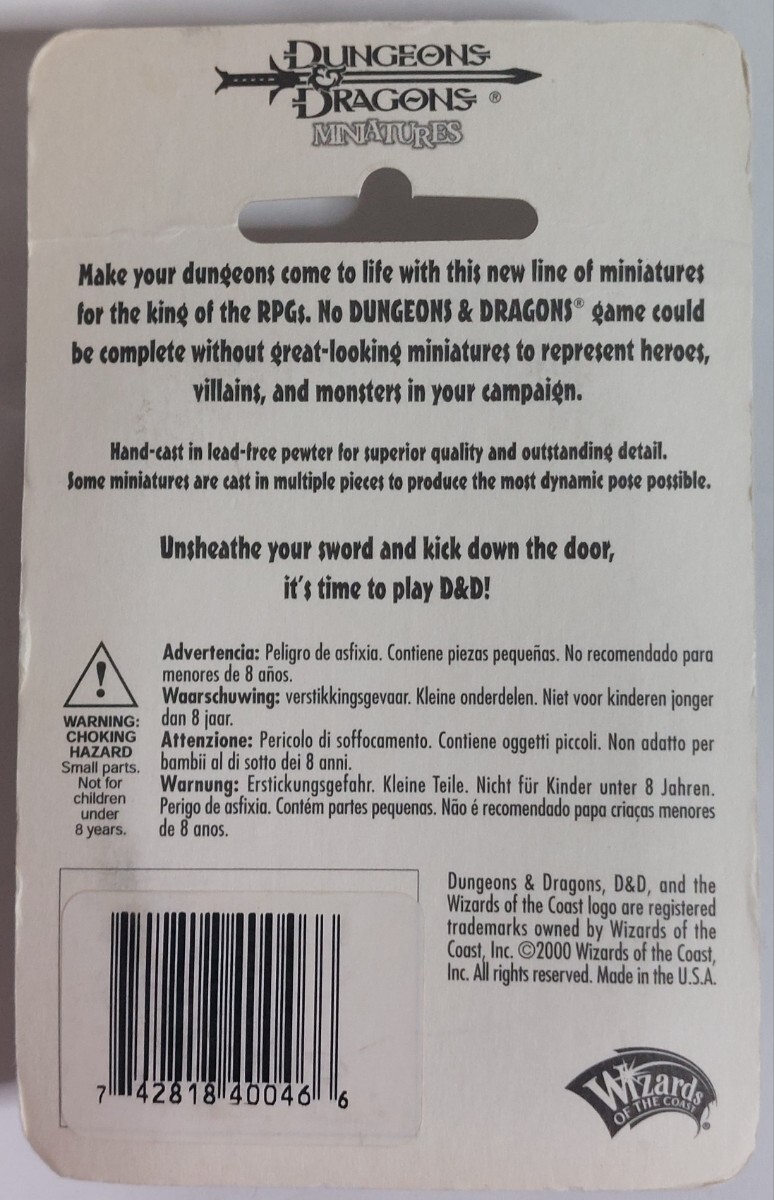 DUNGEONS
&
DRAGONS ®
MINIATURES
Make your dungeons come to life with this new line of miniatures
for the king of the RPGs. No DUNGEONS & DRAGONS® game could
be complete without great-looking miniatures to represent heroes,
villains, and monsters in your campaign.
Hand-cast in lead-free pewter for superior quality and outstanding detail.
Some miniatures are cast in multiple pieces to produce the most dynamic pose possible.
Unsheathe your sword and kick down the door,
it's time to play D&D!
WARNING:
CHOKING
HAZARD
Small parts.
Not for
children
under
8 years.
Advertencia: Peligro de asfixia. Contiene piezas pequeñas. No recomendado para
menores de 8 años.
Waarschuwing: verstikkingsgevaar. Kleine onderdelen. Niet voor kinderen jonger
dan 8 jaar.
Attenzione: Pericolo di soffocamento. Contiene oggetti piccoli. Non adatto per
bambii al di sotto dei 8 anni.
Warnung: Erstickungsgefahr. Kleine Teile. Nicht für Kinder unter 8 Jahren.
Perigo de asfixia. Contém partes pequenas. Não é recomendado papa criaças menores
de 8 anos.
7 42818 40046 6
Dungeons & Dragons, D&D, and the
Wizards of the Coast logo are registered
trademarks owned by Wizards of the
Coast, Inc. ©2000 Wizards of the Coast,
Inc. All rights reserved. Made in the U.S.A.
Wizards
OF THE COAST ®